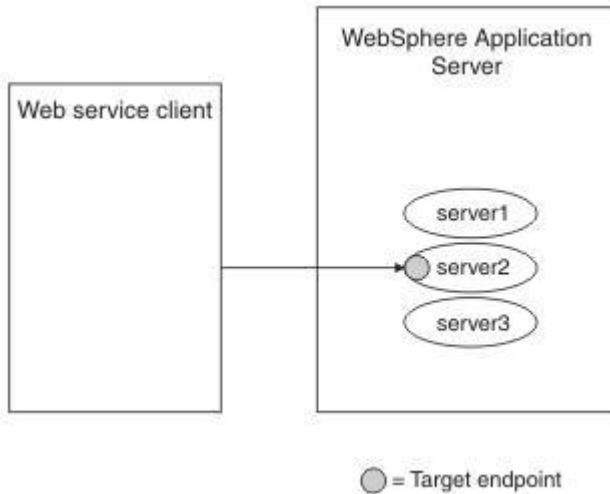 WebSphere Application
Server
Web service client
server1
server2
server3
= Target endpoint